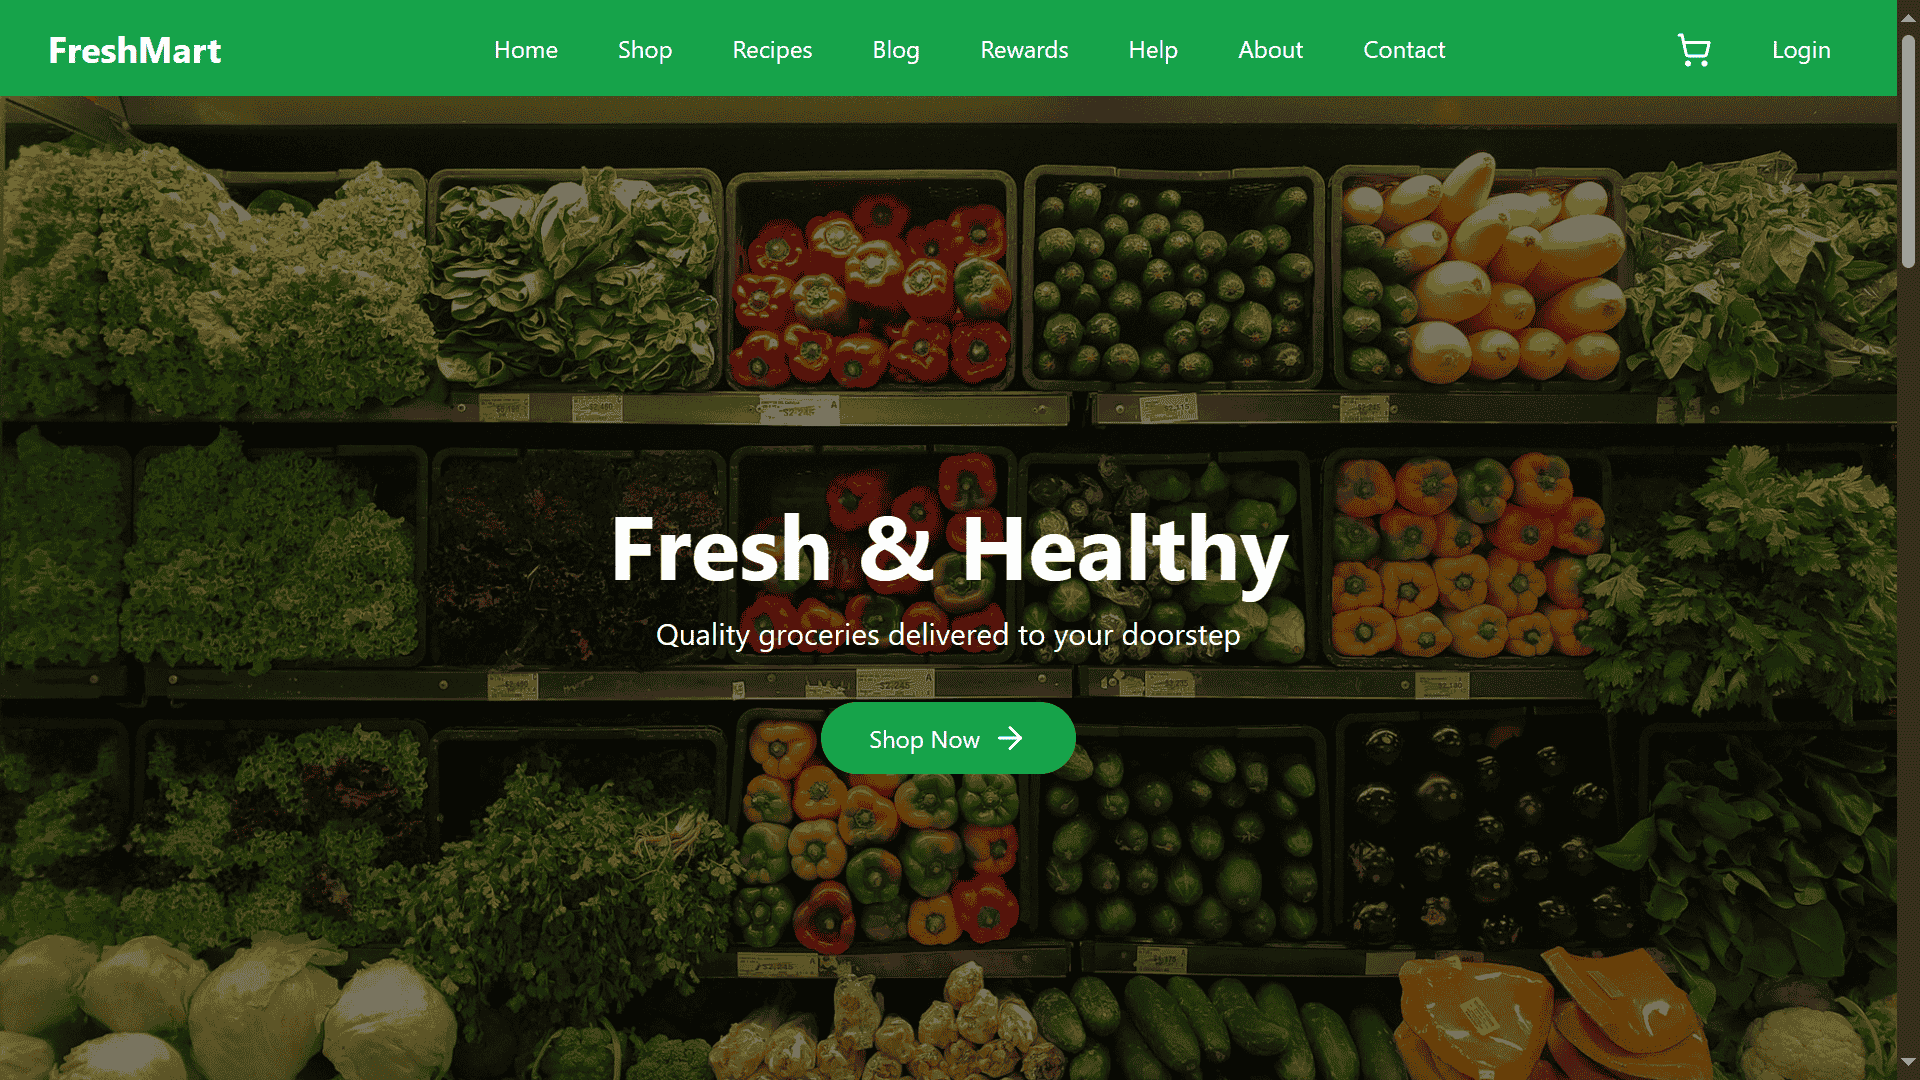 FreshMart
Home
Shop
Recipes
Blog
Rewards
Help
About
Contact
Login
Fresh & Healthy
Quality groceries delivered to your doorstep
Shop Now